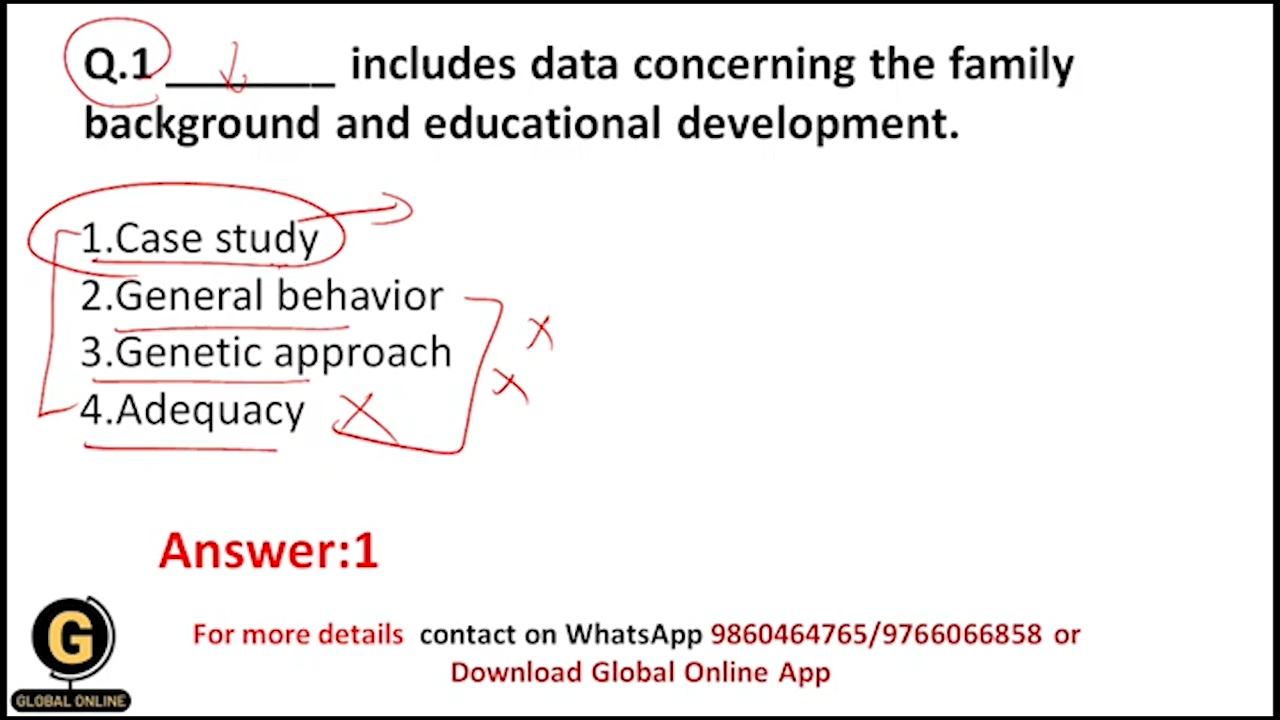 Q.1 _______ includes data concerning the family
background and educational development.
1.Case study
2.General behavior
3.Genetic approach
4.Adequacy
Answer:1
For more details contact on WhatsApp 9860464765/9766066858 or
Download Global Online App
G
GLOBAL ONLINE